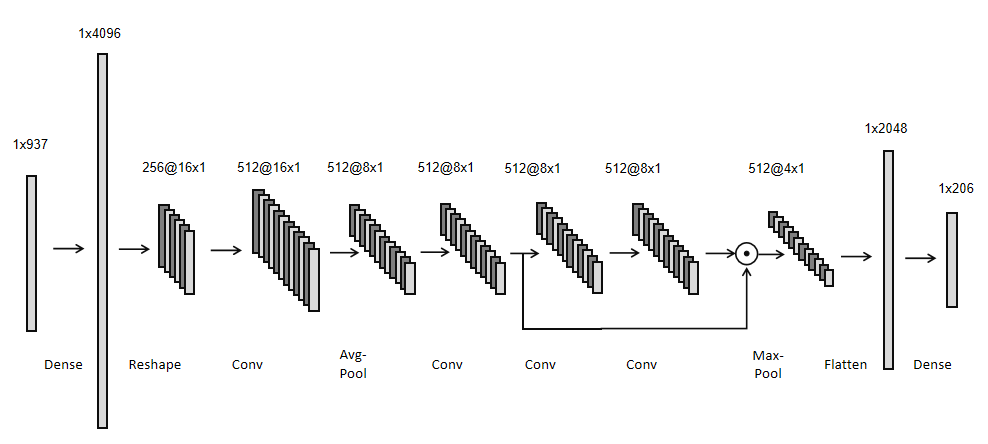 1x4096
1x937
256@16x1
512@16x1
512@8x1
512@8x1
512@8x1
512@8x1
512@4x1
1x2048
1x206
Dense
Reshape
Conv
Avg-
Pool
Conv
Conv
Conv
Max-
Pool
Flatten
Dense